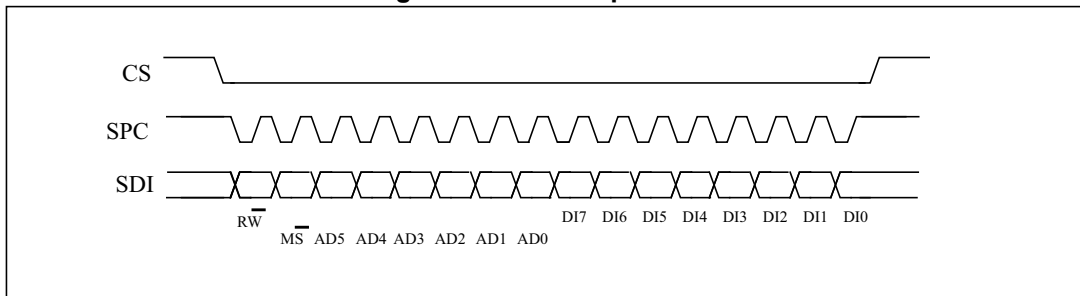 CS
SPC
SDI
RW̅
DI7 DI6 DI5 DI4 DI3 DI2 DI1 DI0
MS̅ AD5 AD4 AD3 AD2 AD1 AD0